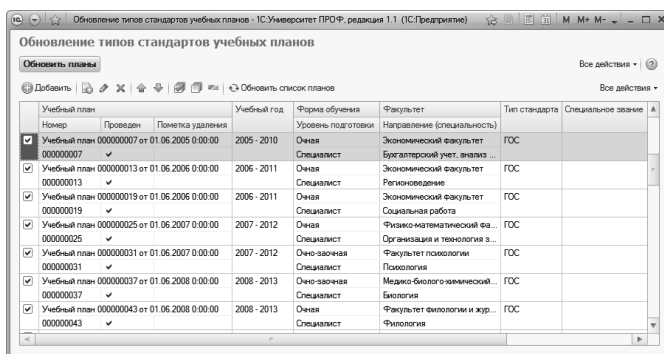 Обновление типов стандартов учебных планов - 1С:Университет ПРОФ, редакция 1.1 (1С:Предприятие) M M+ M-
Обновление типов стандартов учебных планов
Обновить планы Все действия
Добавить Обновить список планов Все действия
Учебный план Учебный год Форма обучения Факультет Тип стандарта Специальное звание
Номер Проведен Пометка удаления Уровень подготовки Направление (специальность)
Учебный план 000000007 от 01.06.2005 0:00:00 2005 - 2010 Очная Экономический факультет ГОС
000000007 Специалист Бухгалтерский учет, анализ ...
Учебный план 000000013 от 01.06.2006 0:00:00 2006 - 2011 Очная Экономический факультет ГОС
000000013 Специалист Регионоведение
Учебный план 000000019 от 01.06.2006 0:00:00 2006 - 2011 Очная Экономический факультет ГОС
000000019 Специалист Социальная работа
Учебный план 000000025 от 01.06.2007 0:00:00 2007 - 2012 Очная Физико-математический фа... ГОС
000000025 Специалист Организация и технология з...
Учебный план 000000031 от 01.06.2007 0:00:00 2007 - 2012 Очно-заочная Факультет психологии ГОС
000000031 Специалист Психология
Учебный план 000000037 от 01.06.2008 0:00:00 2008 - 2013 Очно-заочная Медико-биолого-химический... ГОС
000000037 Специалист Биология
Учебный план 000000043 от 01.06.2008 0:00:00 2008 - 2013 Очная Факультет филологии и жур... ГОС
000000043 Специалист Филология